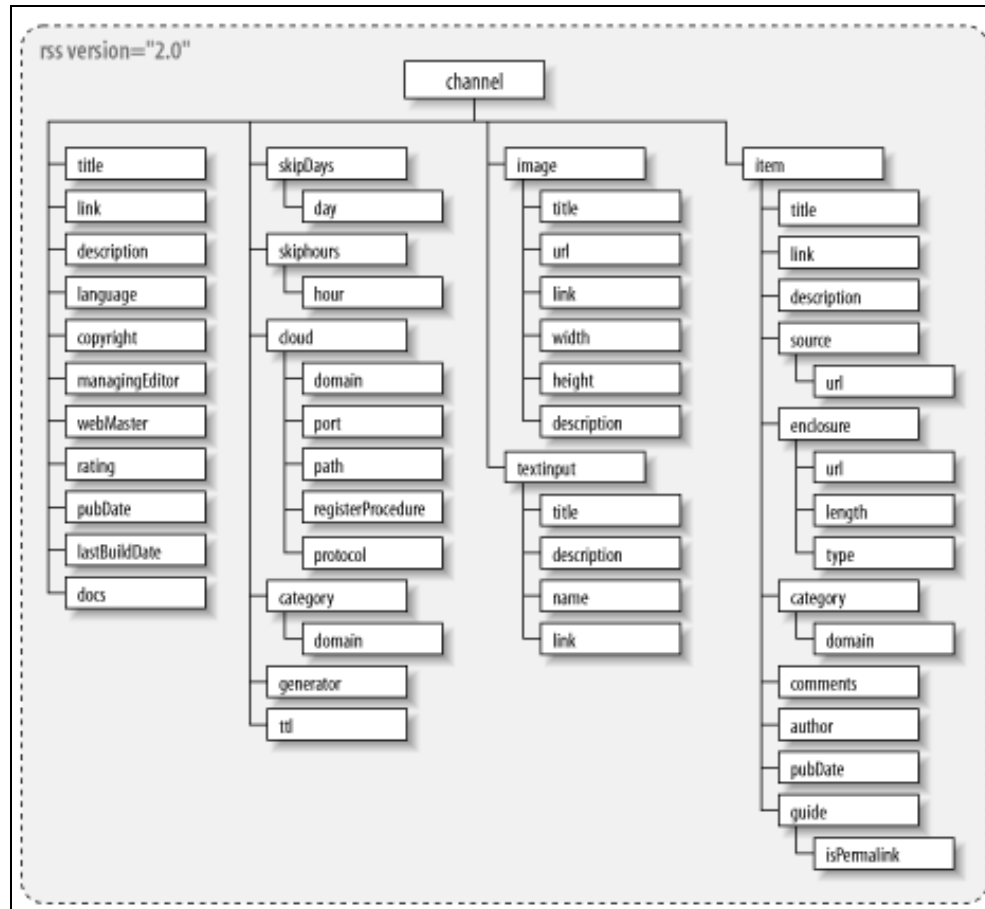 rss version="2.0"
channel
title
link
description
language
copyright
managingEditor
webMaster
rating
pubDate
lastBuildDate
docs
skipDays
day
skiphours
hour
cloud
domain
port
path
registerProcedure
protocol
category
domain
generator
ttl
image
title
url
link
width
height
description
textinput
title
description
name
link
item
title
link
description
source
url
enclosure
url
length
type
category
domain
comments
author
pubDate
guide
isPermalink